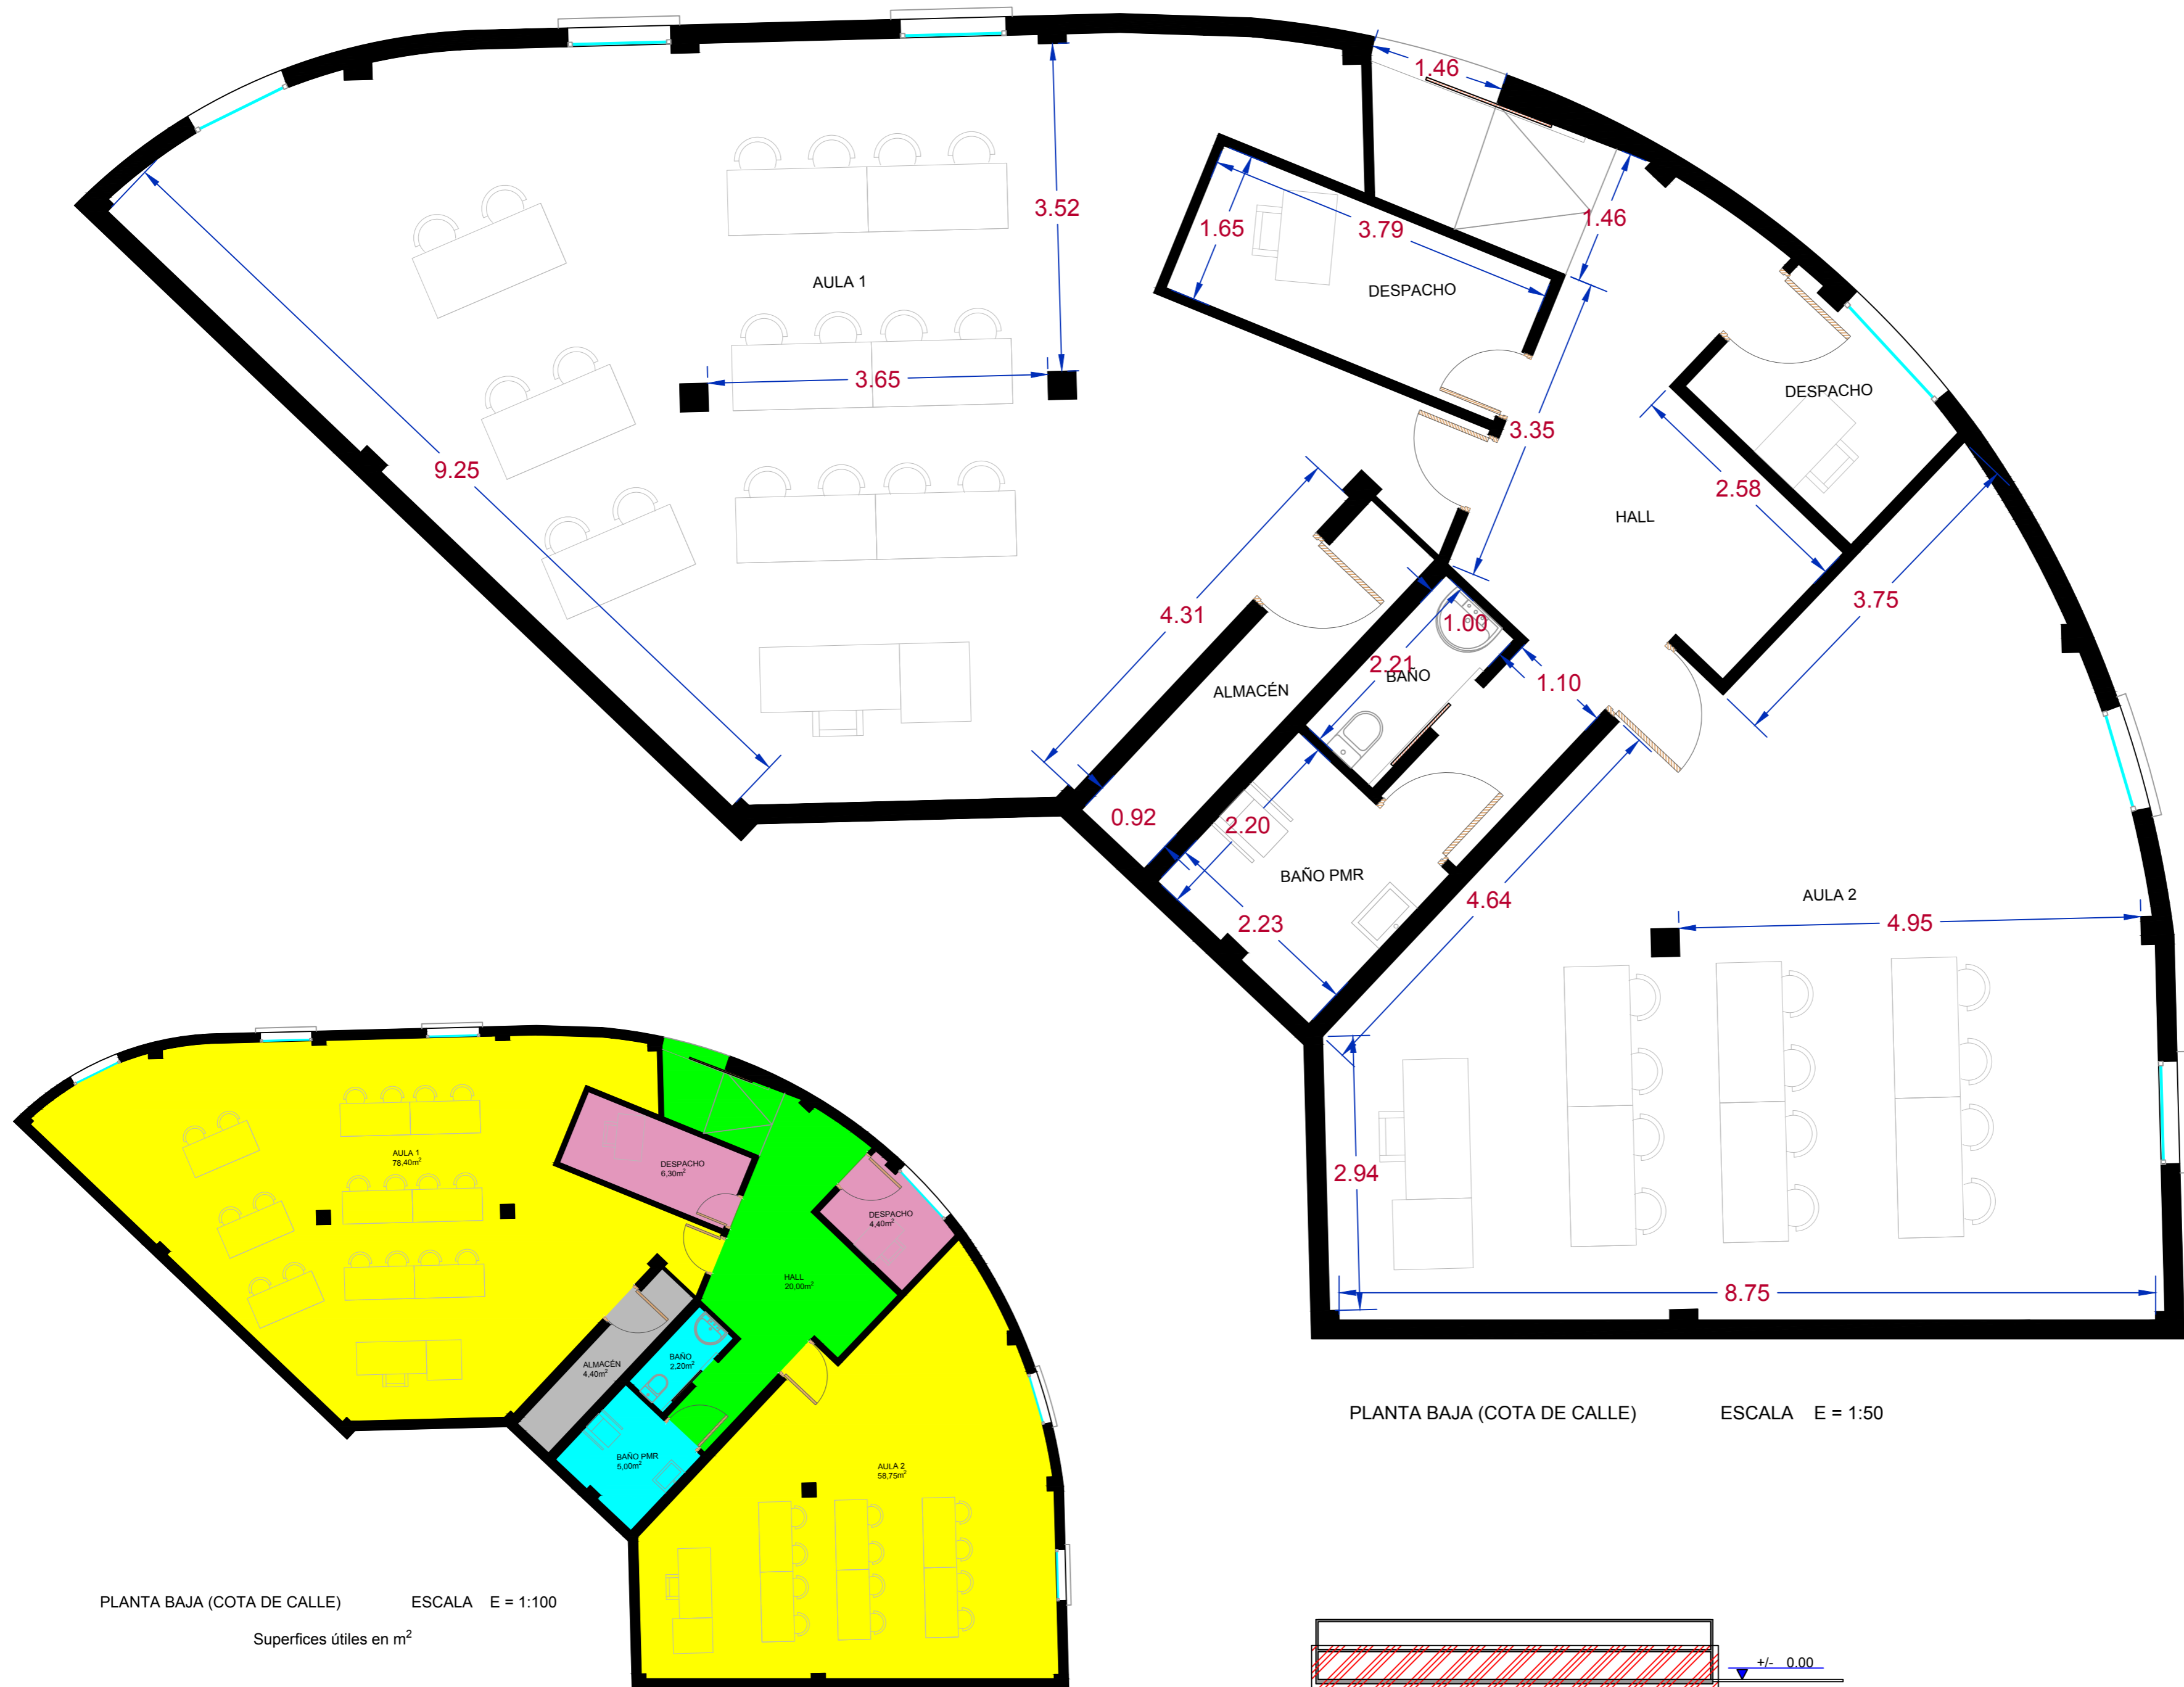 1.46
3.52
1.65
3.79
1.46
AULA 1
DESPACHO
3.65
DESPACHO
3.35
9.25
2.58
HALL
3.75
4.31
1.00
2.21
BAÑO
1.10
ALMACÉN
0.92
2.20
BAÑO PMR
4.64
AULA 2
2.23
4.95
2.94
8.75
PLANTA BAJA (COTA DE CALLE) ESCALA E = 1:50
AULA 1
78,40m²
DESPACHO
6,30m²
DESPACHO
4,40m²
HALL
20,00m²
ALMACÉN
4,40m²
BAÑO
2,20m²
BAÑO PMR
5,00m²
AULA 2
58,75m²
PLANTA BAJA (COTA DE CALLE) ESCALA E = 1:100
Superfices útiles en m²
+/- 0.00